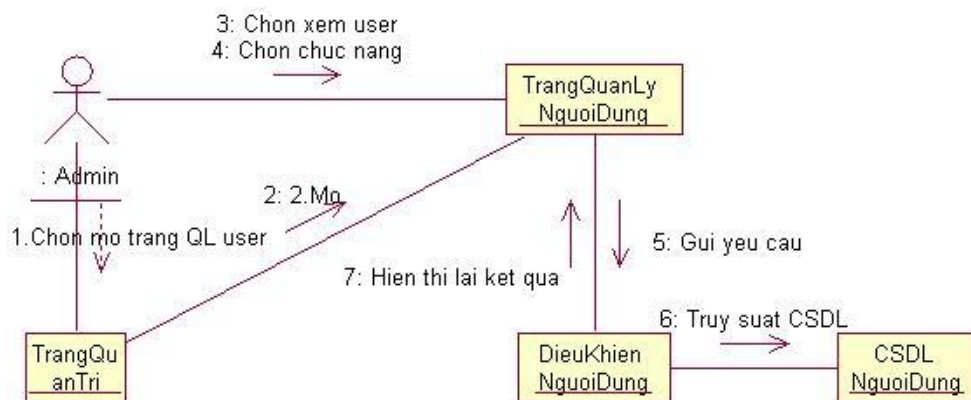 3: Chon xem user
4: Chon chuc nang
TrangQuanLy
NguoiDung
: Admin
2: 2.Mo
1.Chon mo trang QL user
5: Gui yeu cau
7: Hien thi lai ket qua
6: Truy suat CSDL
TrangQu
anTri
DieuKhien
NguoiDung
CSDL
NguoiDung